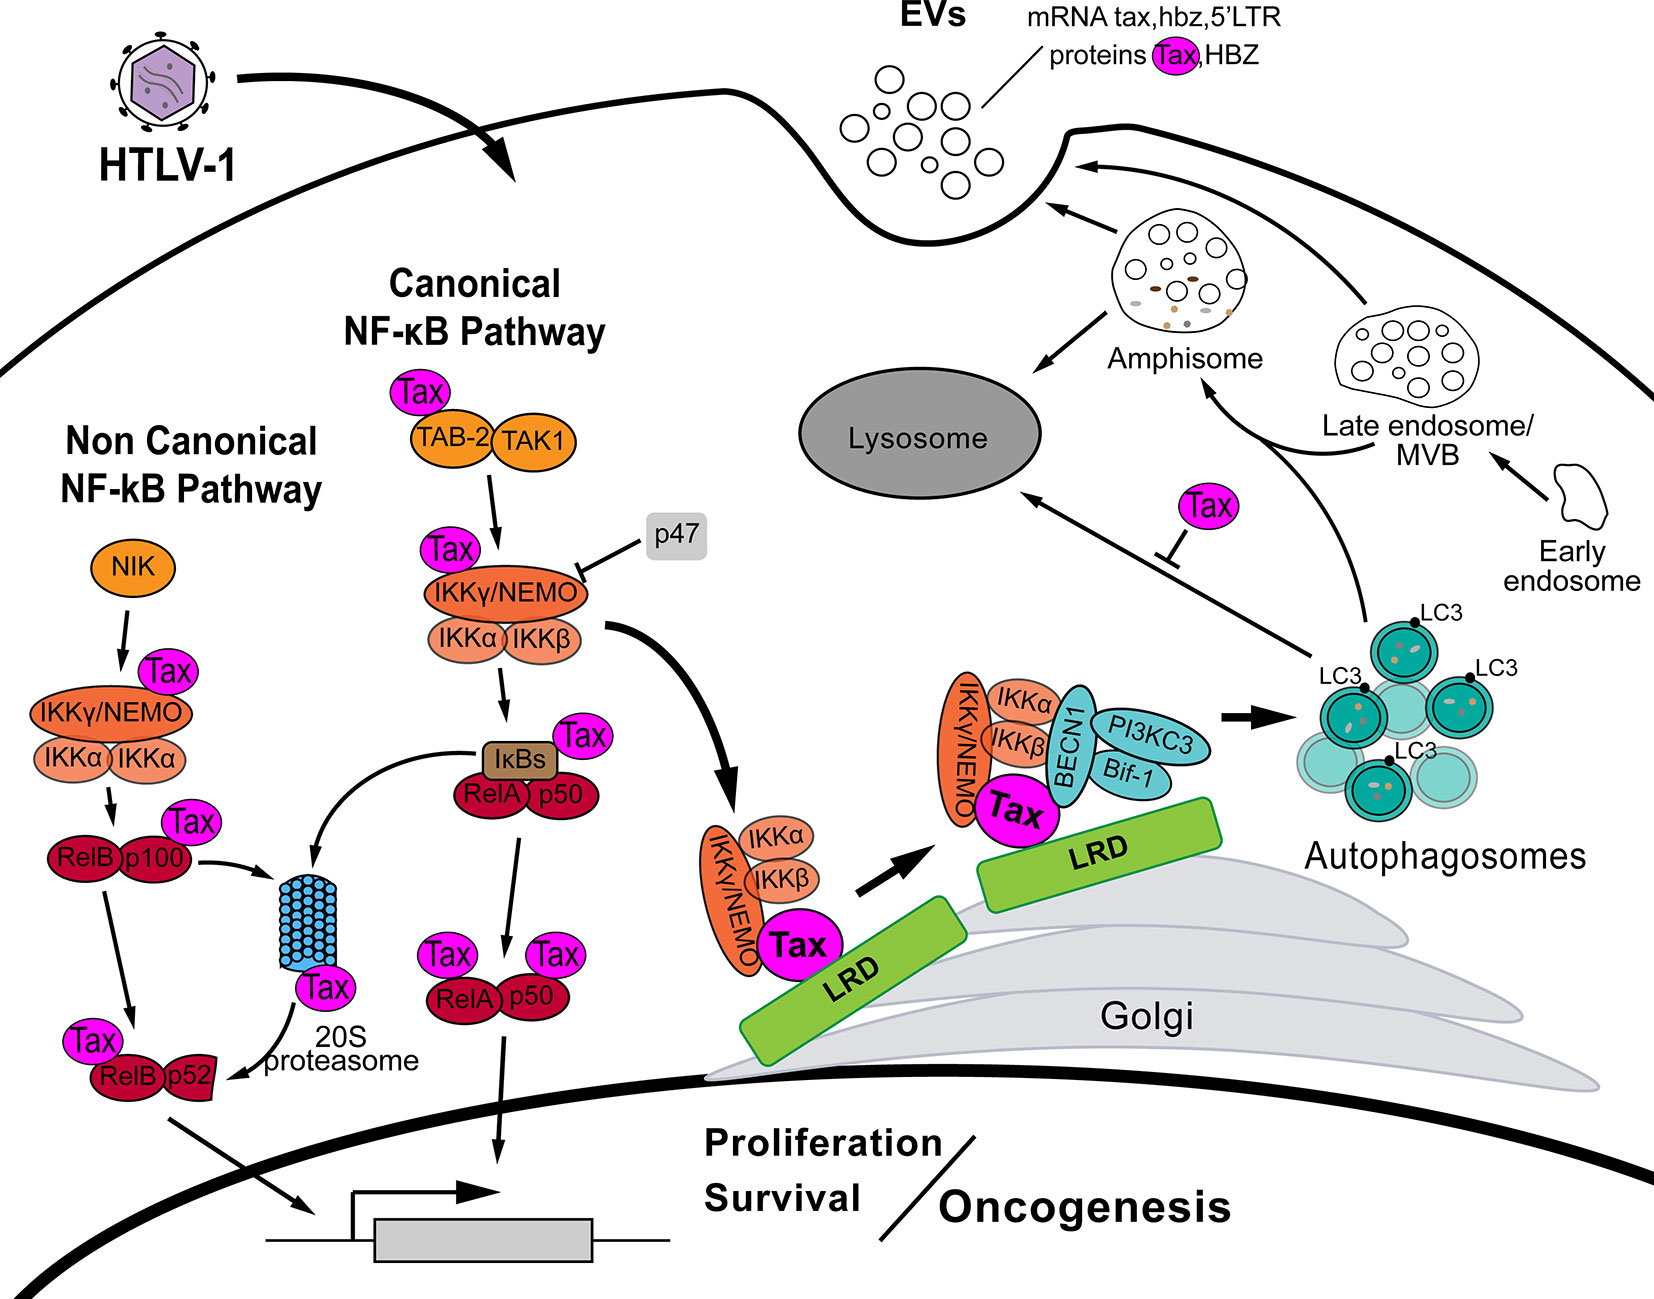 EVs
mRNA tax,hbz,5’LTR
proteins Tax,HBZ
HTLV-1
Canonical
NF-κB Pathway
Tax
TAB-2
TAK1
Non Canonical
NF-kB Pathway
NIK
Tax
IKKγ/NEMO
IKKα
IKKα
Tax
RelB
p100
Tax
RelB
p52
Tax
20S
proteasome
Tax
IKKγ/NEMO
IKKα
IKKβ
p47
Tax
IκBs
RelA
p50
Tax
Tax
RelA
p50
Amphisome
Late endosome/
MVB
Early
endosome
Lysosome
Tax
LC3
LC3
LC3
LC3
Autophagosomes
IKKγ/NEMO
IKKα
IKKβ
Tax
LRD
IKKγ/NEMO
IKKα
IKKβ
BECN1
PI3KC3
Bif-1
Tax
LRD
Golgi
Proliferation
Survival
Oncogenesis